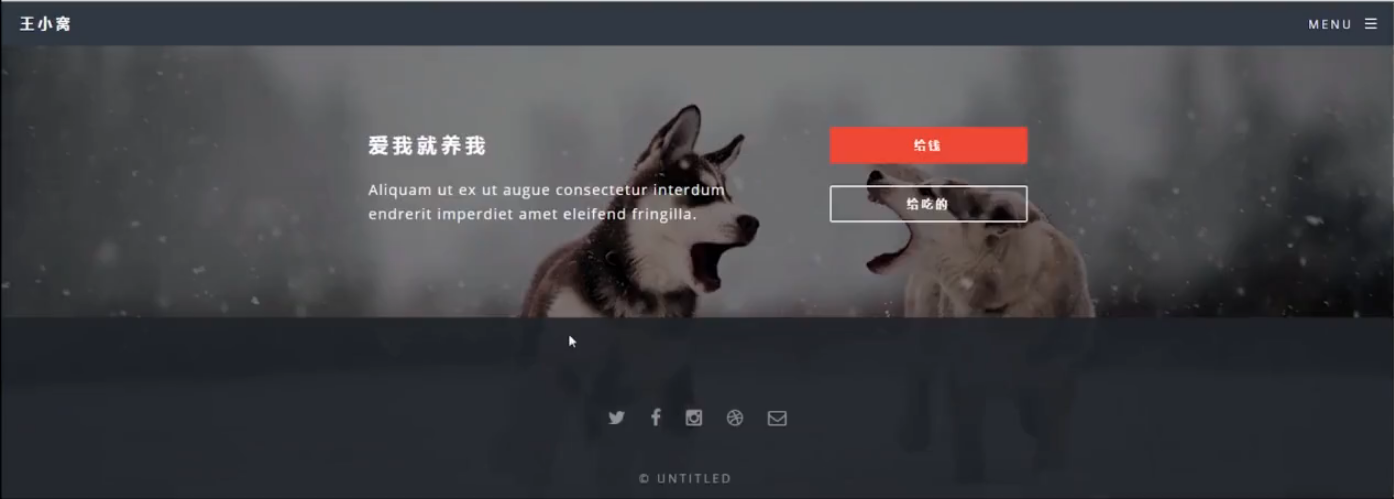 王小窝
MENU
爱我就养我
Aliquam ut ex ut augue consectetur interdum
endrerit imperdiet amet eleifend fringilla.
给钱
给吃的
© UNTITLED